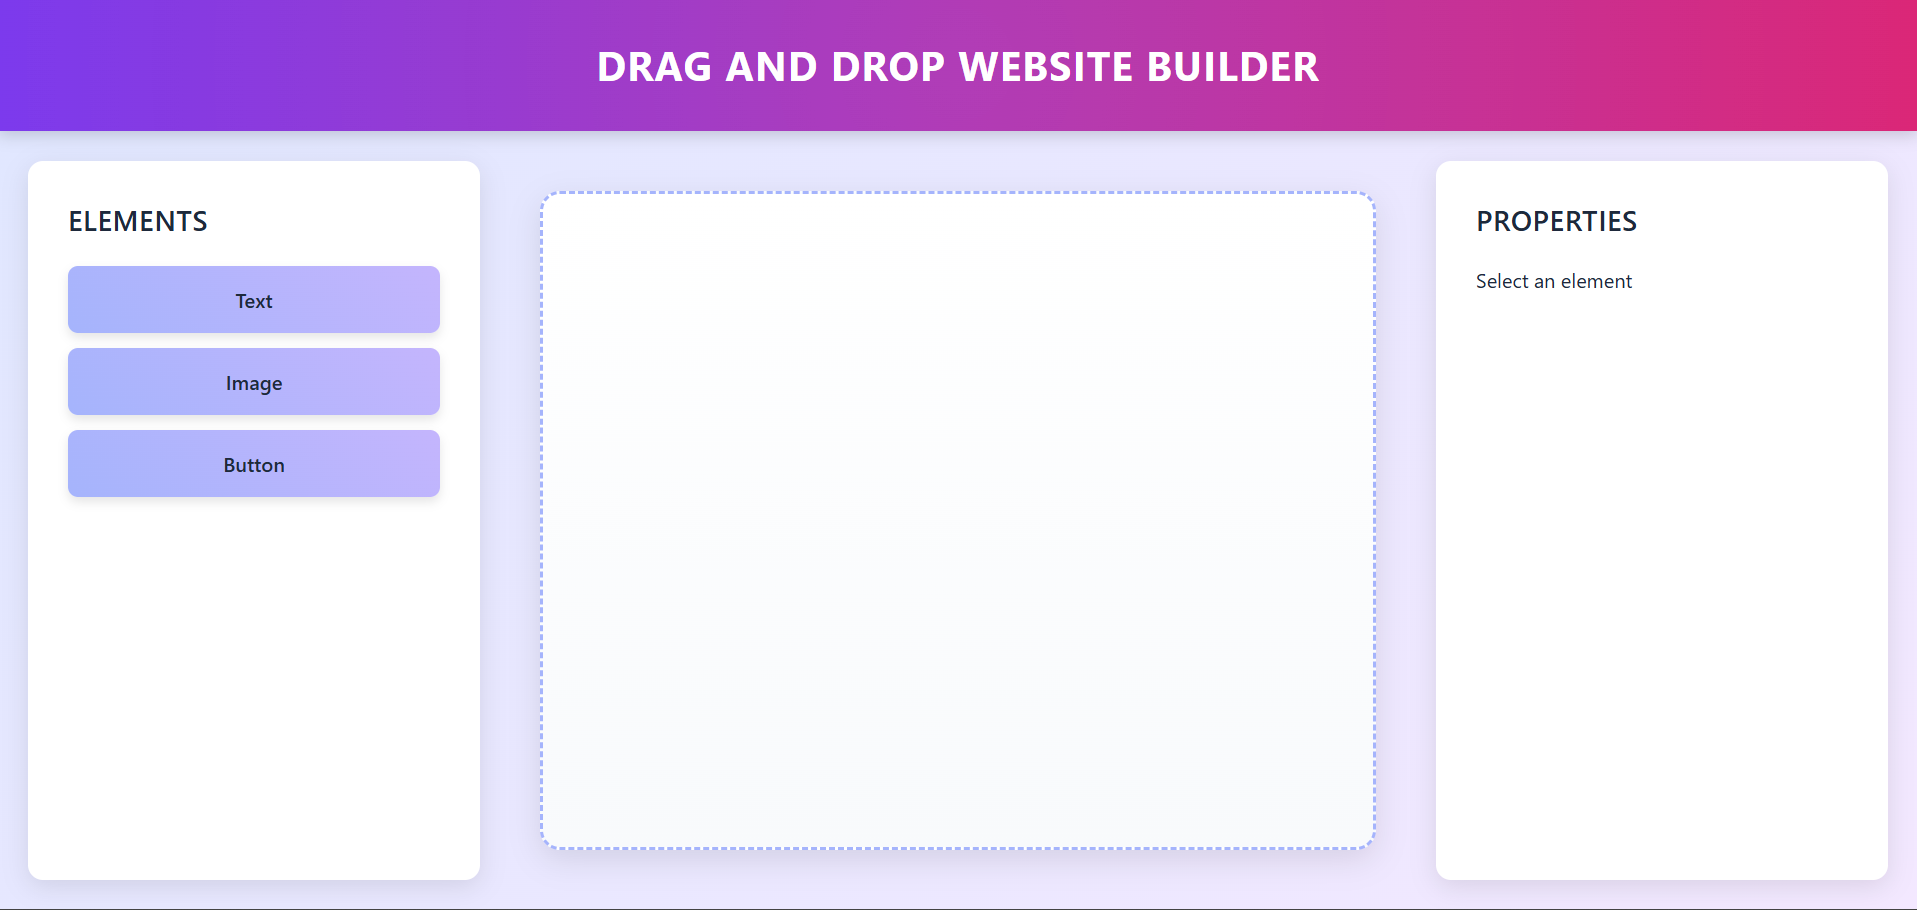 DRAG AND DROP WEBSITE BUILDER
ELEMENTS
Text
Image
Button
PROPERTIES
Select an element